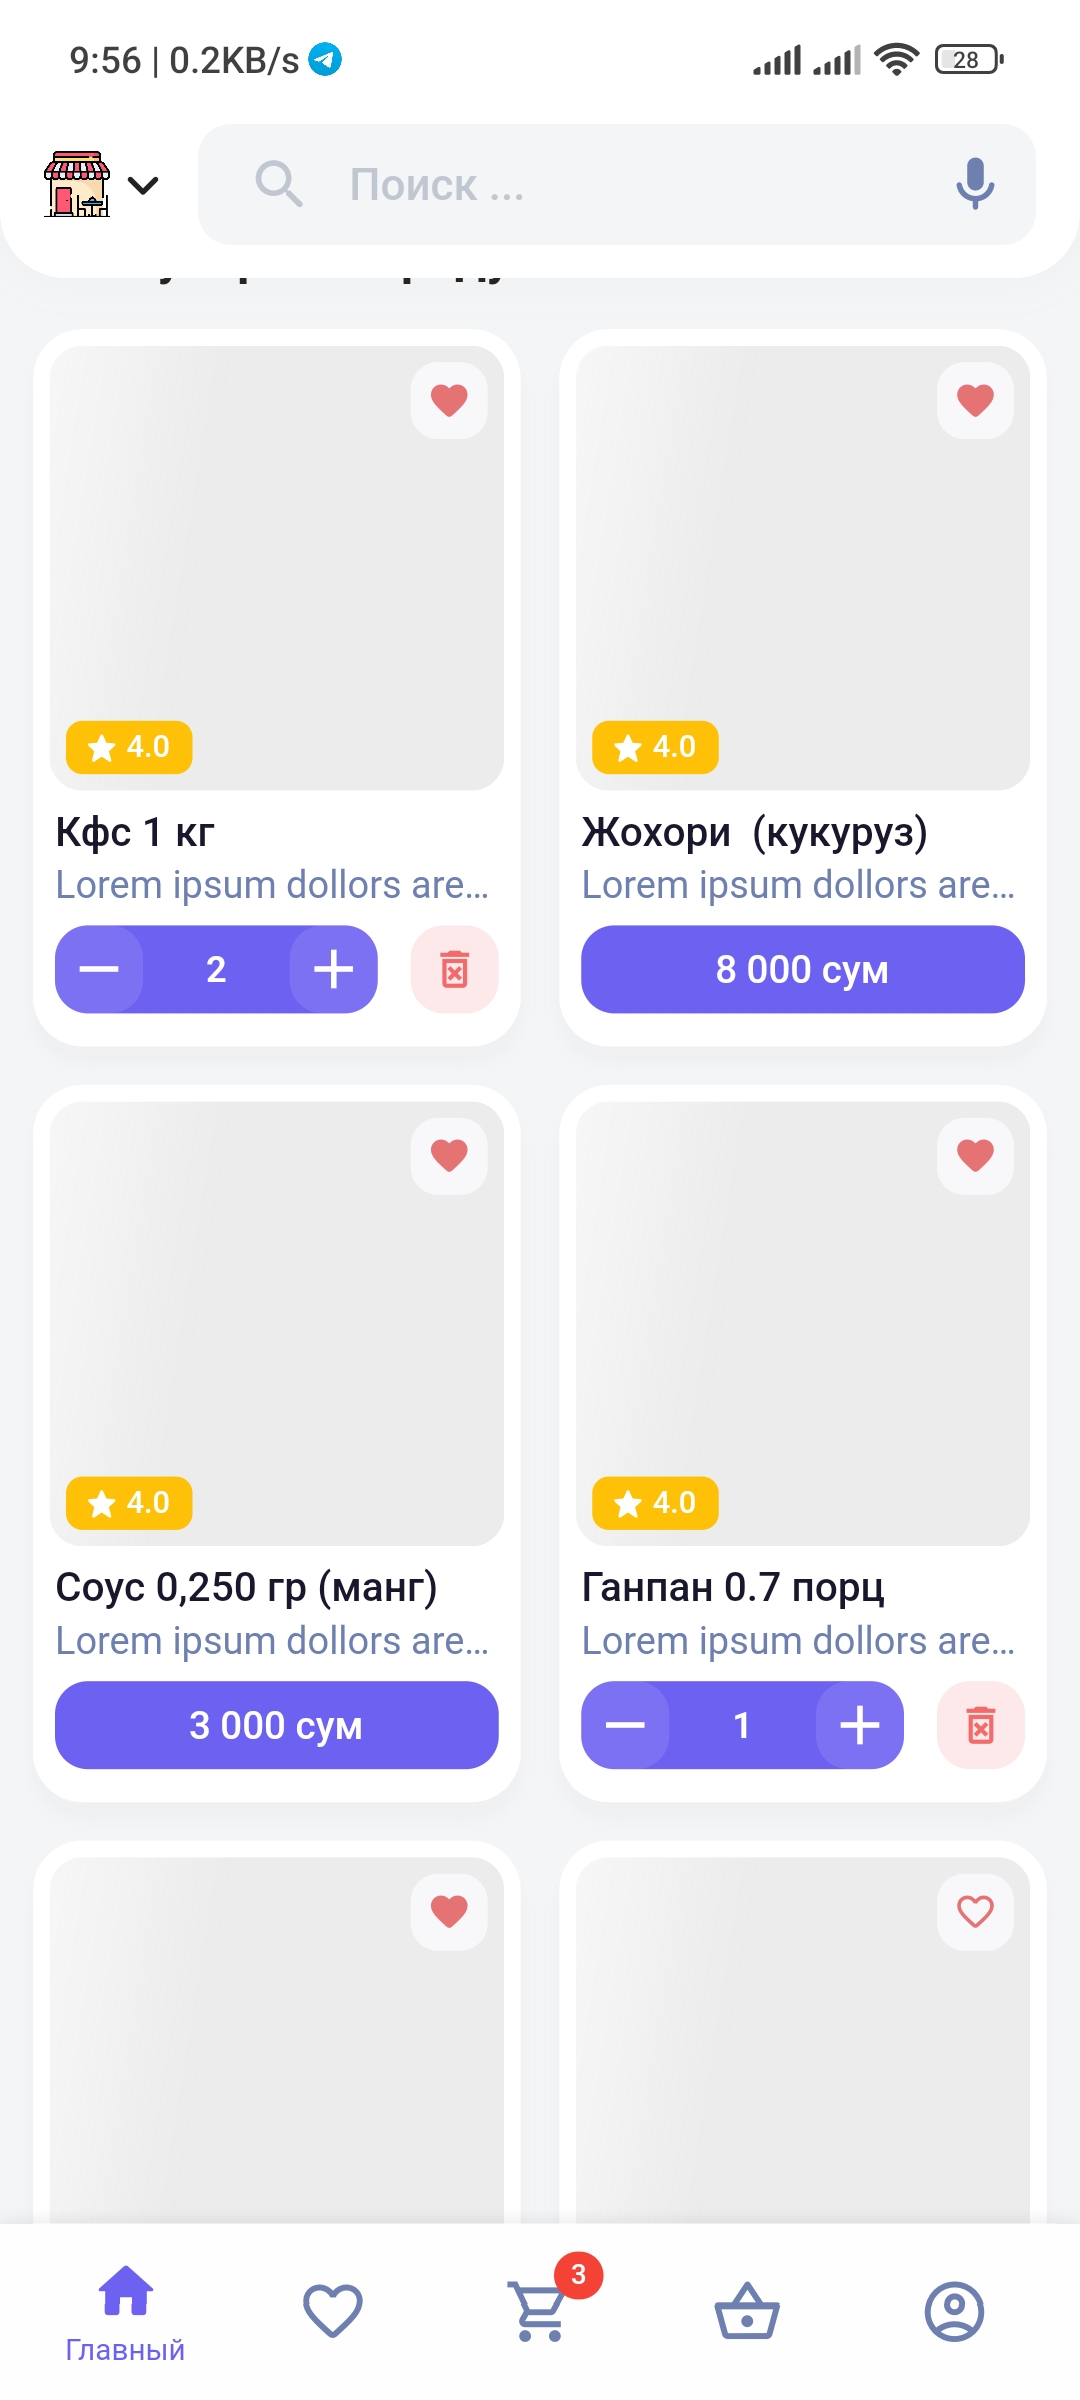 9:56 | 0.2KB/s
28
Поиск ...
4.0
4.0
Кфс 1 кг
Жохори  (кукуруз)
Lorem ipsum dollors are...
Lorem ipsum dollors are...
2
8 000 сум
4.0
4.0
Соус 0,250 гр (манг)
Ганпан 0.7 порц
Lorem ipsum dollors are...
Lorem ipsum dollors are...
3 000 сум
1
3
Главный